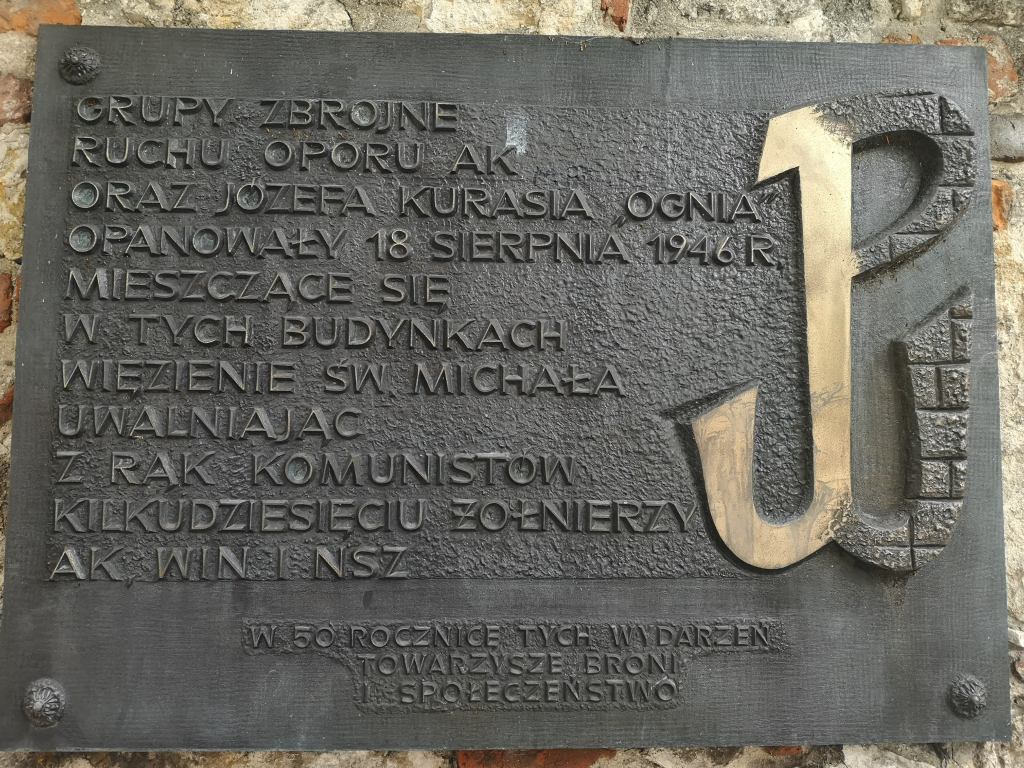 GRUPY ZBROJNE
RUCHU OPORU AK
ORAZ JÓZEFA KURASIA „OGNIA”
OPANOWAŁY 18 SIERPNIA 1946 R.
MIESZCZĄCE SIĘ
W TYCH BUDYNKACH
WIĘZIENIE ŚW. MICHAŁA
UWALNIAJĄC
Z RĄK KOMUNISTÓW
KILKUDZIESIĘCIU ŻOŁNIERZY
AK, WIN I NSZ
W 50 ROCZNICĘ TYCH WYDARZEŃ
TOWARZYSZE BRONI
I SPOŁECZEŃSTWO